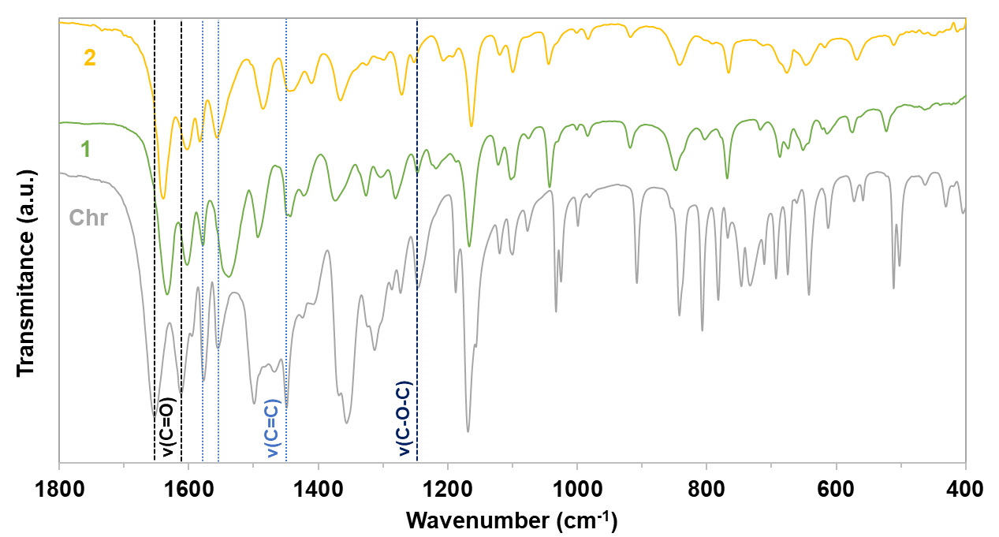 2
1
Chr
Transmitance (a.u.)
ν(C=O)
ν(C=C)
ν(C-O-C)
1800 1600 1400 1200 1000 800 600 400
Wavenumber (cm⁻¹)